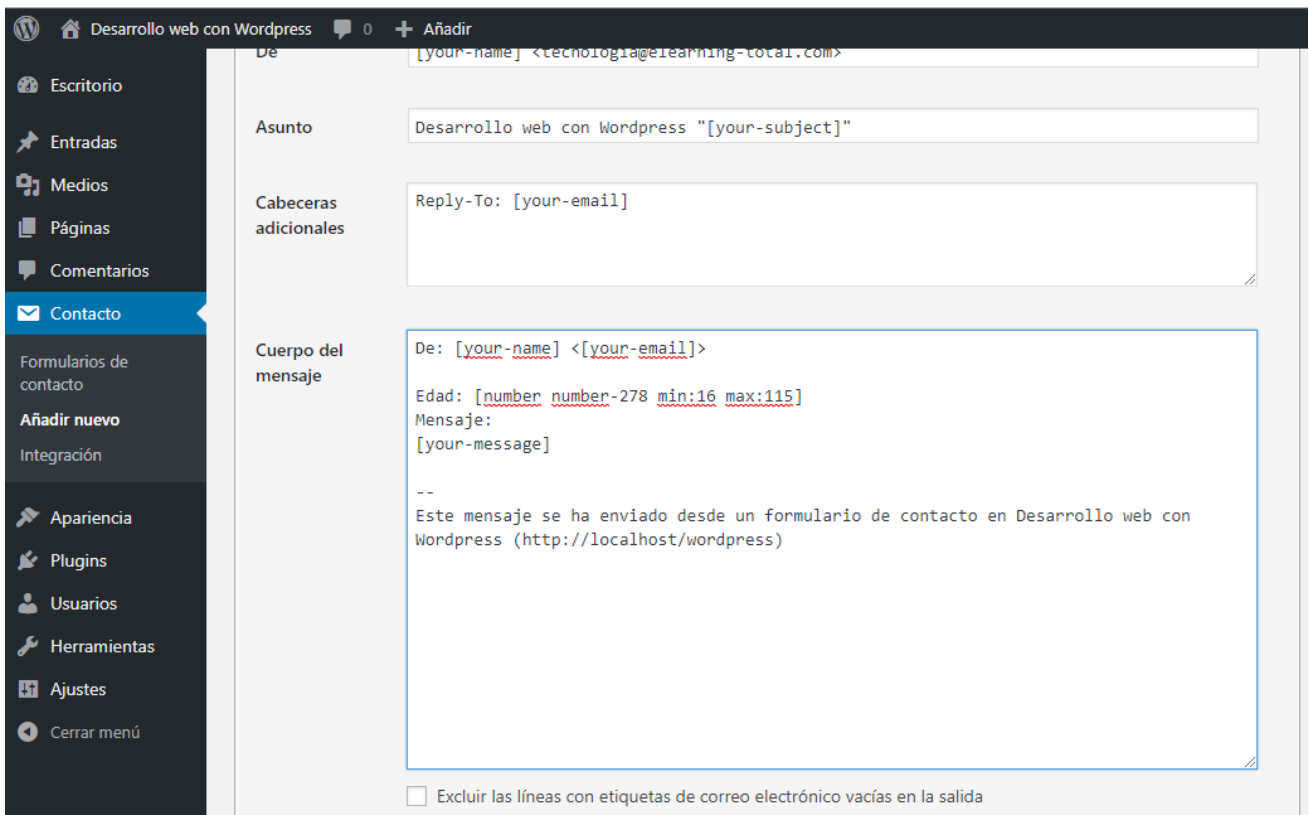 Desarrollo web con Wordpress 0 + Añadir
De
[your-name] <tecnologia@elearning-total.com>
Escritorio
Entradas
Medios
Páginas
Comentarios
Contacto
Formularios de
contacto
Añadir nuevo
Integración
Apariencia
Plugins
Usuarios
Herramientas
Ajustes
Cerrar menú
Asunto
Desarrollo web con Wordpress "[your-subject]"
Cabeceras
adicionales
Reply-To: [your-email]
Cuerpo del
mensaje
De: [your-name] <[your-email]>
Edad: [number number-278 min:16 max:115]
Mensaje:
[your-message]
--
Este mensaje se ha enviado desde un formulario de contacto en Desarrollo web con
Wordpress (http://localhost/wordpress)
Excluir las líneas con etiquetas de correo electrónico vacías en la salida